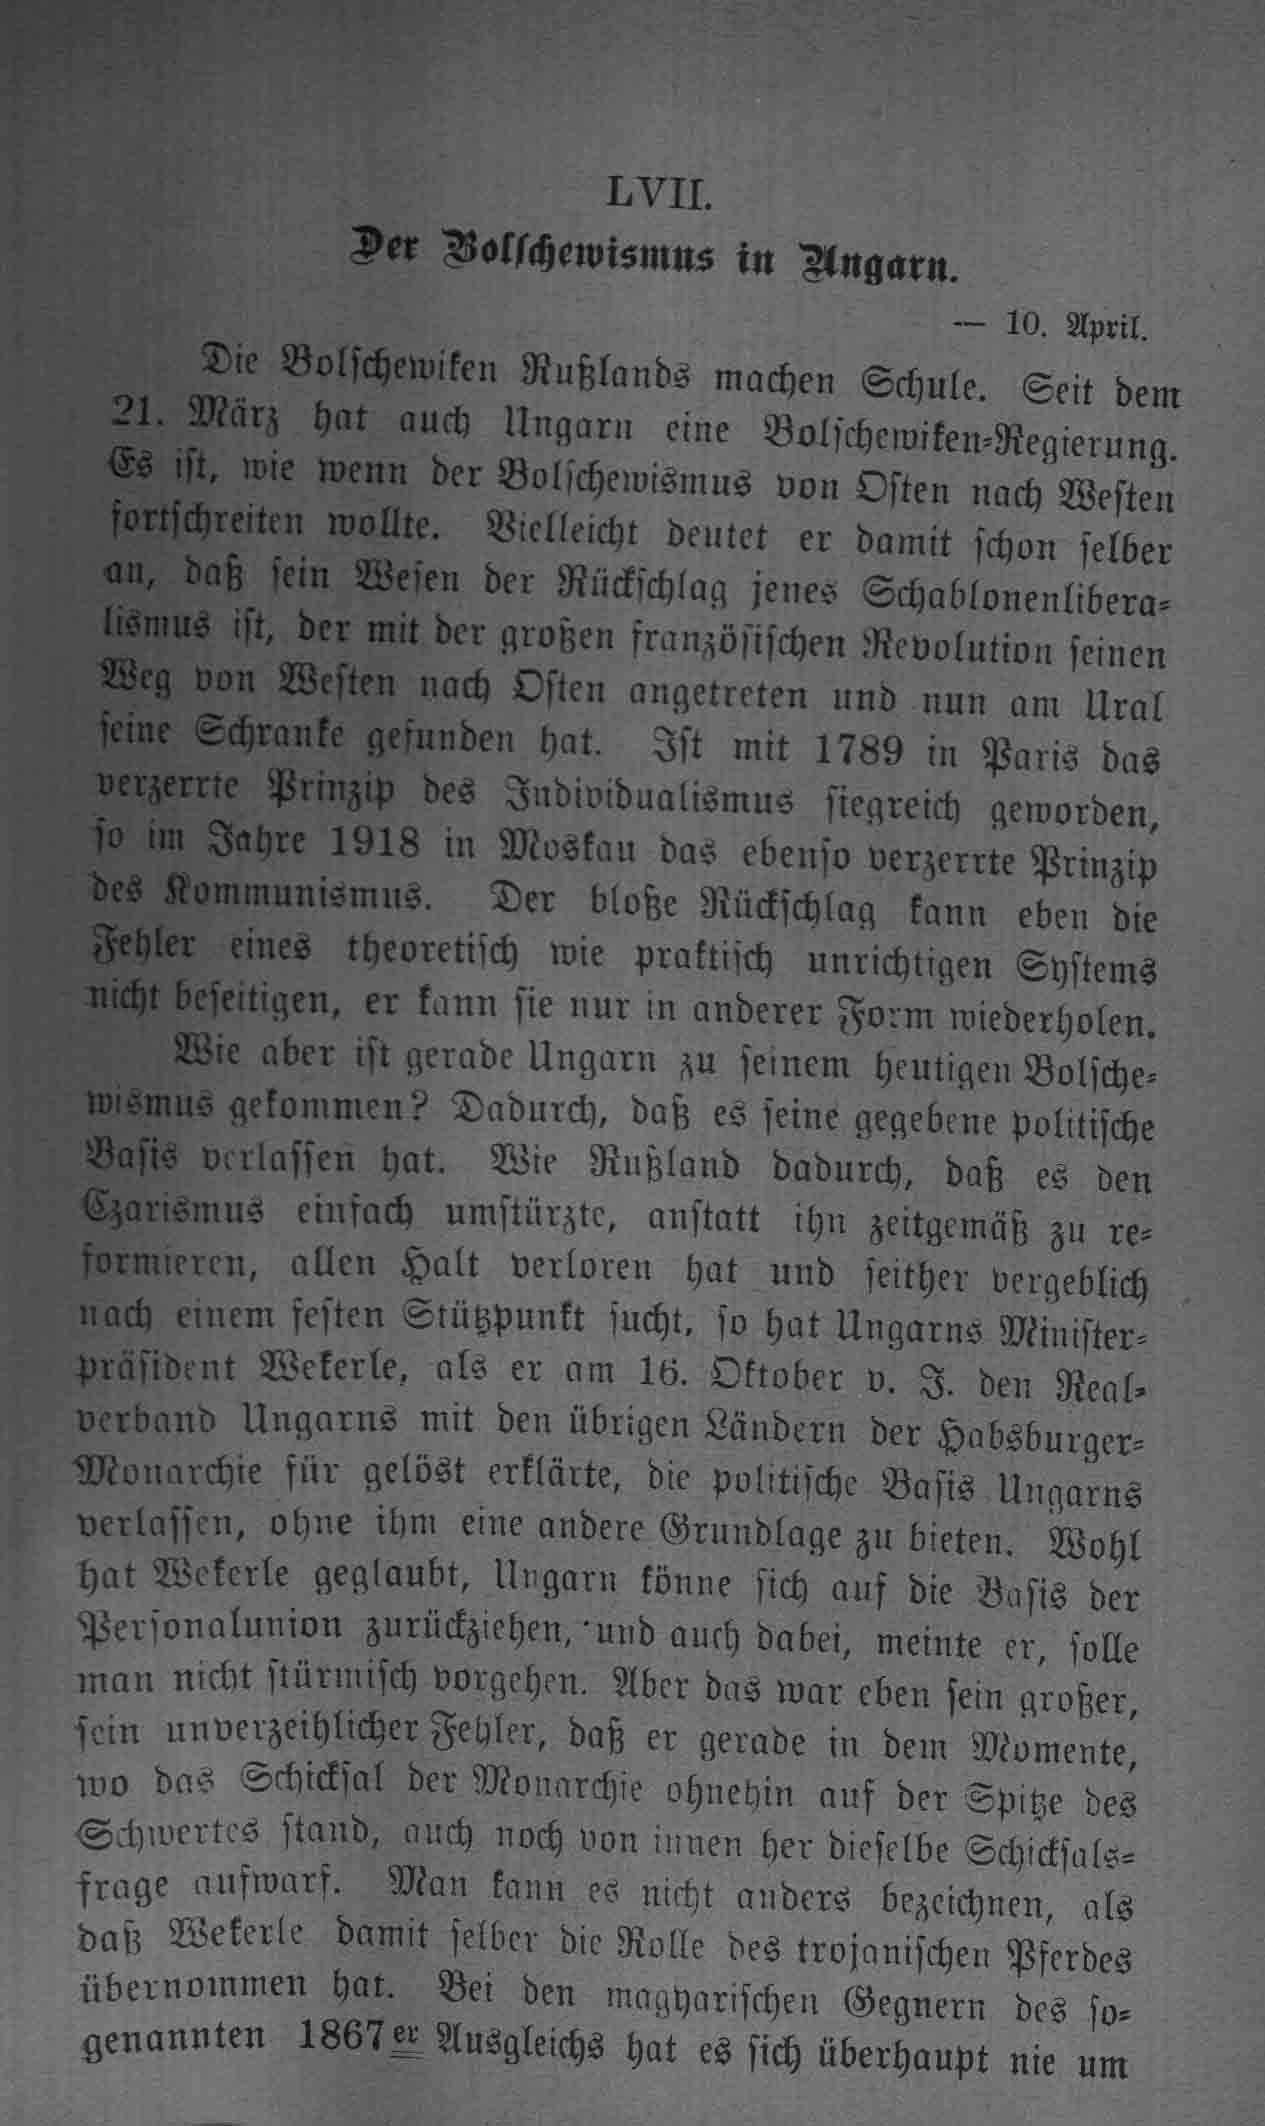 LVII.
Der Bolschewismus in Ungarn.
— 10. April.
Die Bolschewiken Rußlands machen Schule. Seit dem
21. März hat auch Ungarn eine Bolschewiken-Regierung.
Es ist, wie wenn der Bolschewismus von Osten nach Westen
fortschreiten wollte. Vielleicht deutet er damit schon selber
an, daß sein Wesen der Rückschlag jenes Schablonenlibera-
lismus ist, der mit der großen französischen Revolution seinen
Weg von Westen nach Osten angetreten und nun am Ural
seine Schranke gefunden hat. Ist mit 1789 in Paris das
verzerrte Prinzip des Individualismus siegreich geworden,
so im Jahre 1918 in Moskau das ebenso verzerrte Prinzip
des Kommunismus. Der bloße Rückschlag kann eben die
Fehler eines theoretisch wie praktisch unrichtigen Systems
nicht beseitigen, er kann sie nur in anderer Form wiederholen.
Wie aber ist gerade Ungarn zu seinem heutigen Bolsche-
wismus gekommen? Dadurch, daß es seine gegebene politische
Basis verlassen hat. Wie Rußland dadurch, daß es den
Czarismus einfach umstürzte, anstatt ihn zeitgemäß zu re-
formieren, allen Halt verloren hat und seither vergeblich
nach einem festen Stützpunkt sucht, so hat Ungarns Minister-
präsident Wekerle, als er am 16. Oktober v. J. den Real-
verband Ungarns mit den übrigen Ländern der Habsburger-
Monarchie für gelöst erklärte, die politische Basis Ungarns
verlassen, ohne ihm eine andere Grundlage zu bieten. Wohl
hat Wekerle geglaubt, Ungarn könne sich auf die Basis der
Personalunion zurückziehen, und auch dabei, meinte er, solle
man nicht stürmisch vorgehen. Aber das war eben sein großer,
sein unverzeihlicher Fehler, daß er gerade in dem Momente,
wo das Schicksal der Monarchie ohnehin auf der Spitze des
Schwertes stand, auch noch von innen her dieselbe Schicksals-
frage aufwarf. Man kann es nicht anders bezeichnen, als
daß Wekerle damit selber die Rolle des trojanischen Pferdes
übernommen hat. Bei den magyarischen Gegnern des so-
genannten 1867er Ausgleichs hat es sich überhaupt nie um